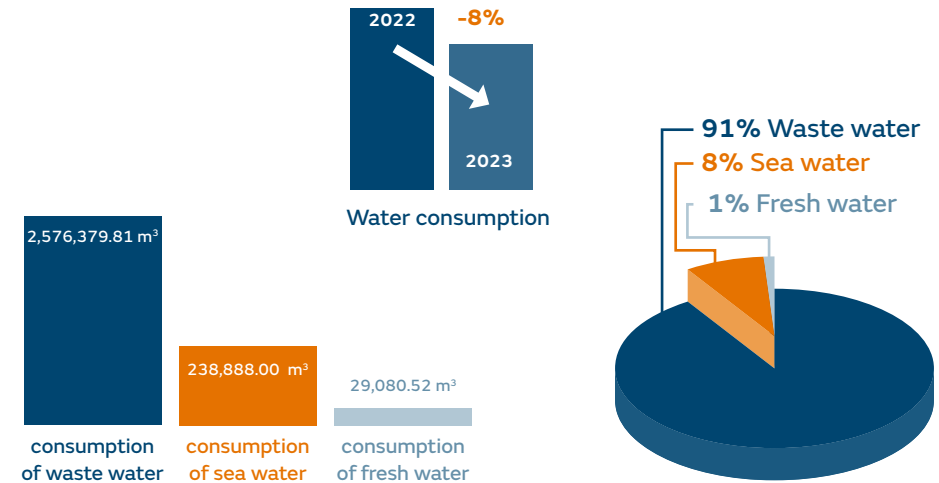 2022
-8%
2023
Water consumption
2,576,379.81 m³
238,888.00 m³
29,080.52 m³
consumption
of waste water
consumption
of sea water
consumption
of fresh water
91% Waste water
8% Sea water
1% Fresh water